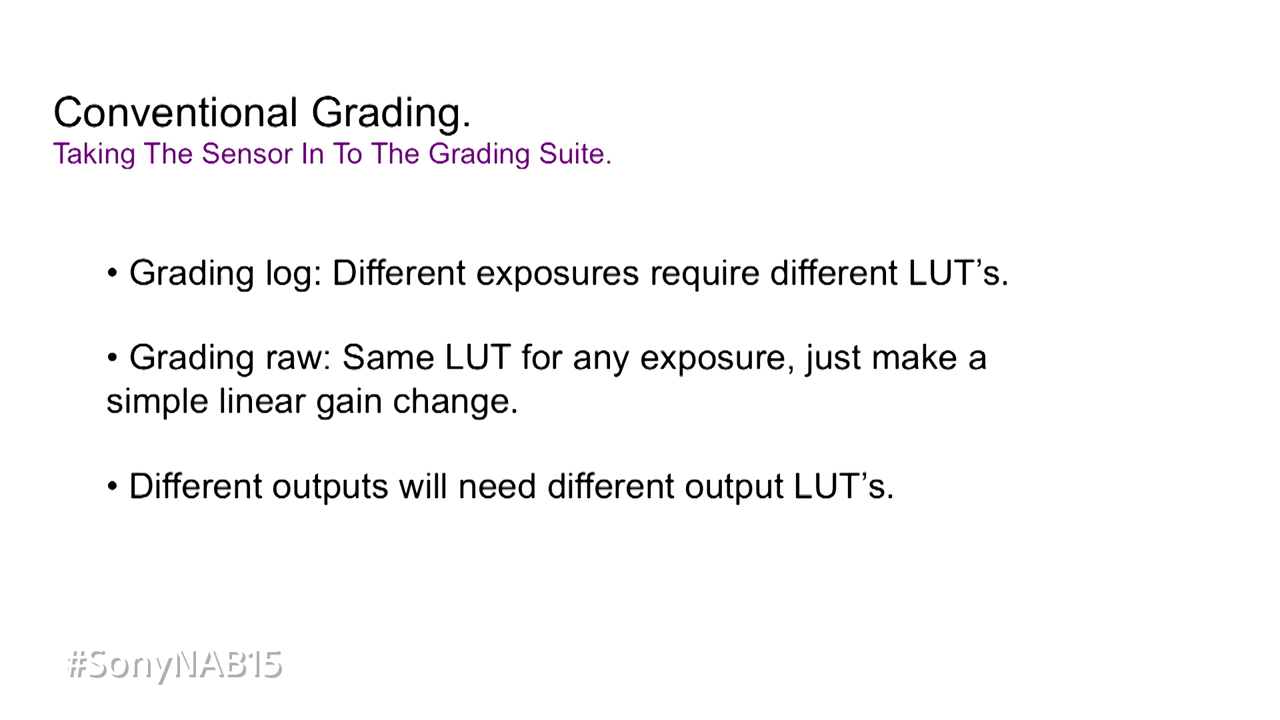 Conventional Grading.
Taking The Sensor In To The Grading Suite.
• Grading log: Different exposures require different LUT’s.
• Grading raw: Same LUT for any exposure, just make a
simple linear gain change.
• Different outputs will need different output LUT’s.
#SonyNAB15